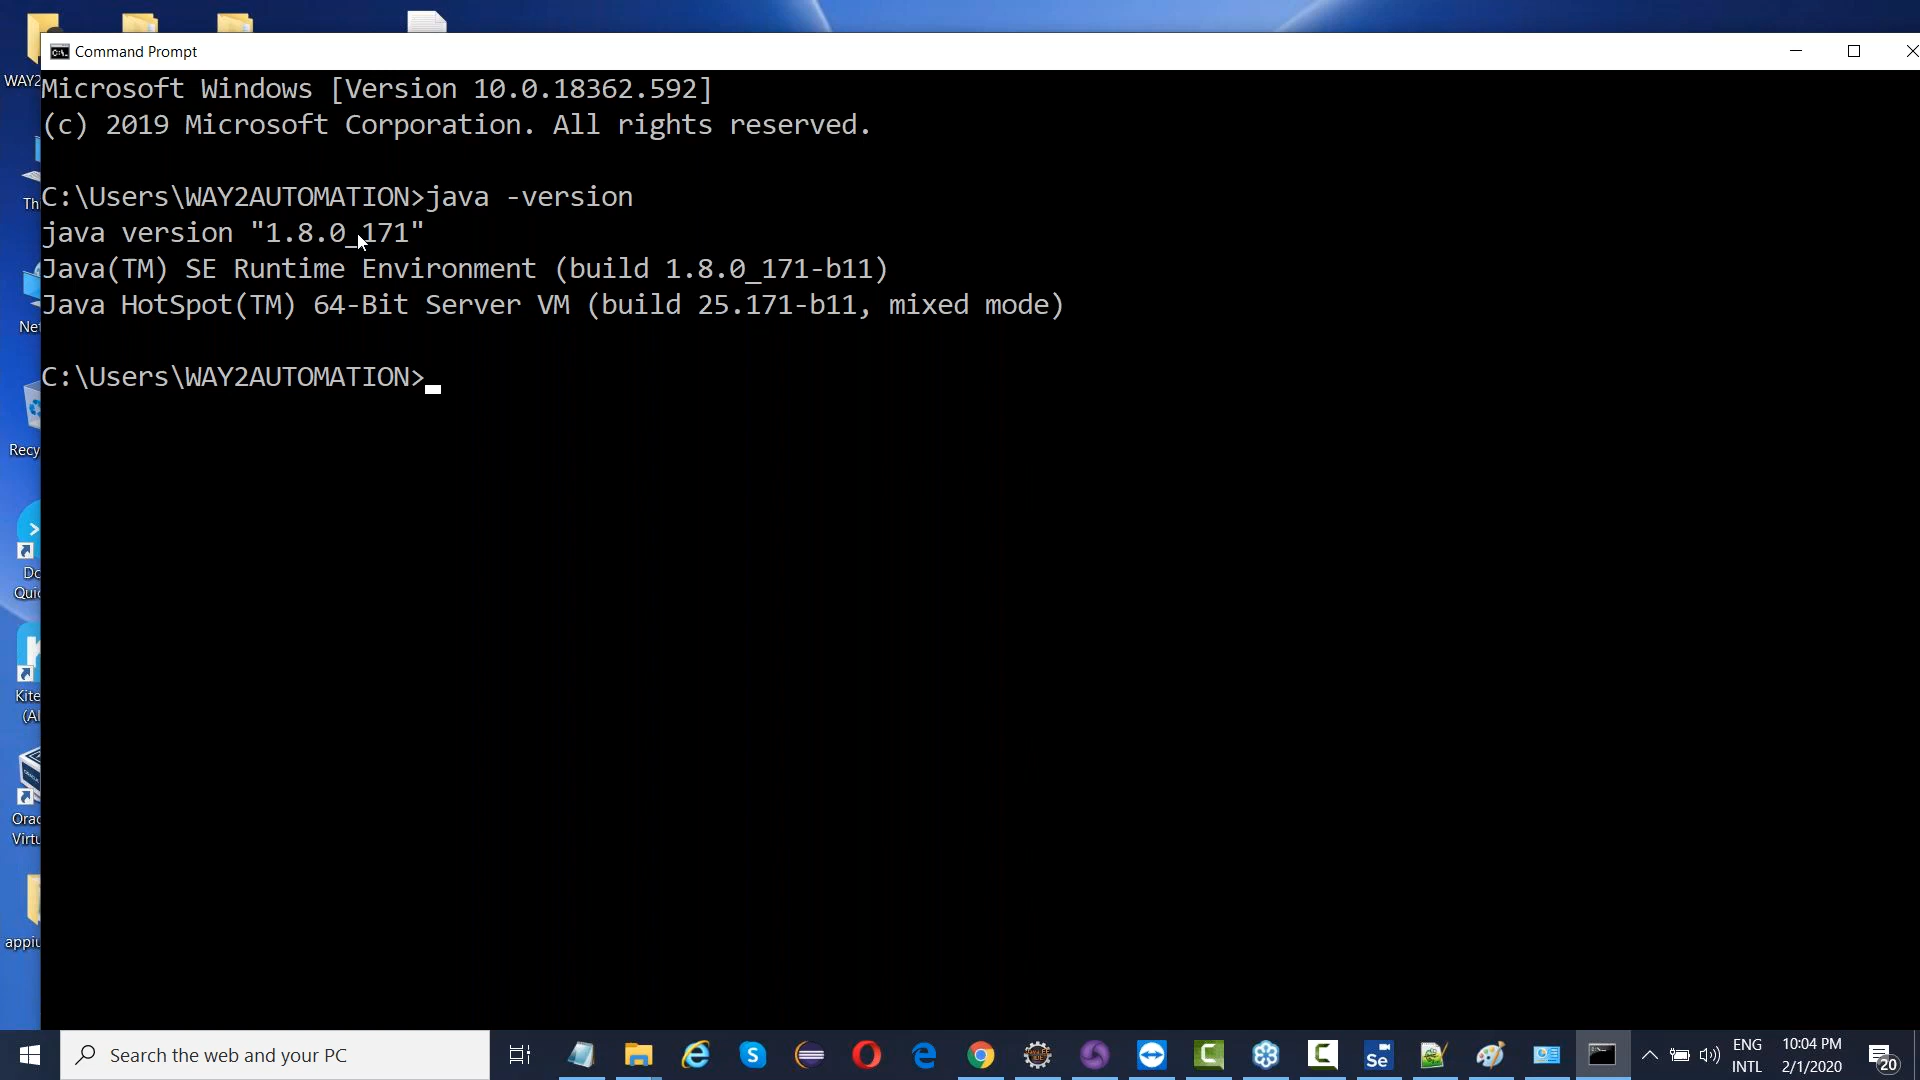 Command Prompt
Microsoft Windows [Version 10.0.18362.592]
(c) 2019 Microsoft Corporation. All rights reserved.
C:\Users\WAY2AUTOMATION>java -version
java version "1.8.0_171"
Java(TM) SE Runtime Environment (build 1.8.0_171-b11)
Java HotSpot(TM) 64-Bit Server VM (build 25.171-b11, mixed mode)
C:\Users\WAY2AUTOMATION>
WAY2
Th
Net
Recy
Do
Quic
Kite
(Al
Orac
Virtu
appiu
Search the web and your PC
Se
ENG
INTL
10:04 PM
2/1/2020
20